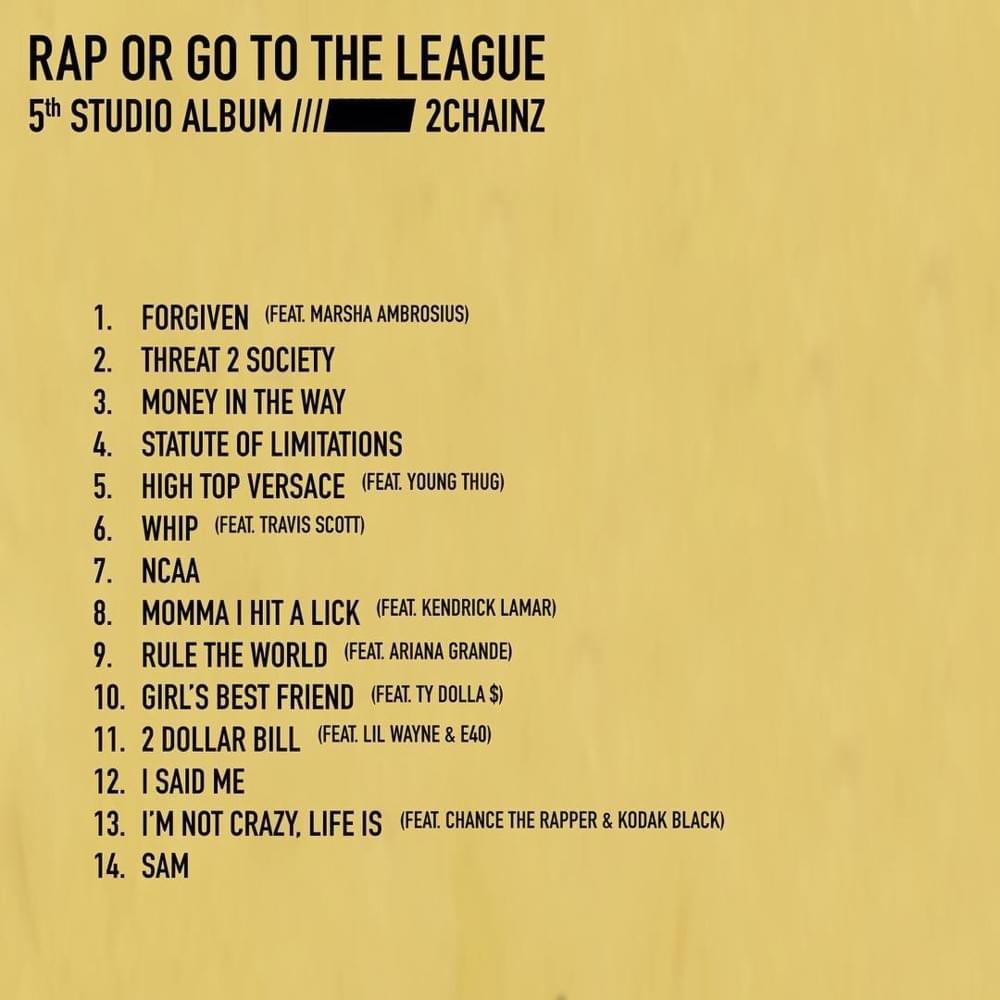 RAP OR GO TO THE LEAGUE
5th STUDIO ALBUM /// 2CHAINZ
1. FORGIVEN (FEAT. MARSHA AMBROSIUS)
2. THREAT 2 SOCIETY
3. MONEY IN THE WAY
4. STATUTE OF LIMITATIONS
5. HIGH TOP VERSACE (FEAT. YOUNG THUG)
6. WHIP (FEAT. TRAVIS SCOTT)
7. NCAA
8. MOMMA I HIT A LICK (FEAT. KENDRICK LAMAR)
9. RULE THE WORLD (FEAT. ARIANA GRANDE)
10. GIRL'S BEST FRIEND (FEAT. TY DOLLA $)
11. 2 DOLLAR BILL (FEAT. LIL WAYNE & E40)
12. I SAID ME
13. I'M NOT CRAZY, LIFE IS (FEAT. CHANCE THE RAPPER & KODAK BLACK)
14. SAM